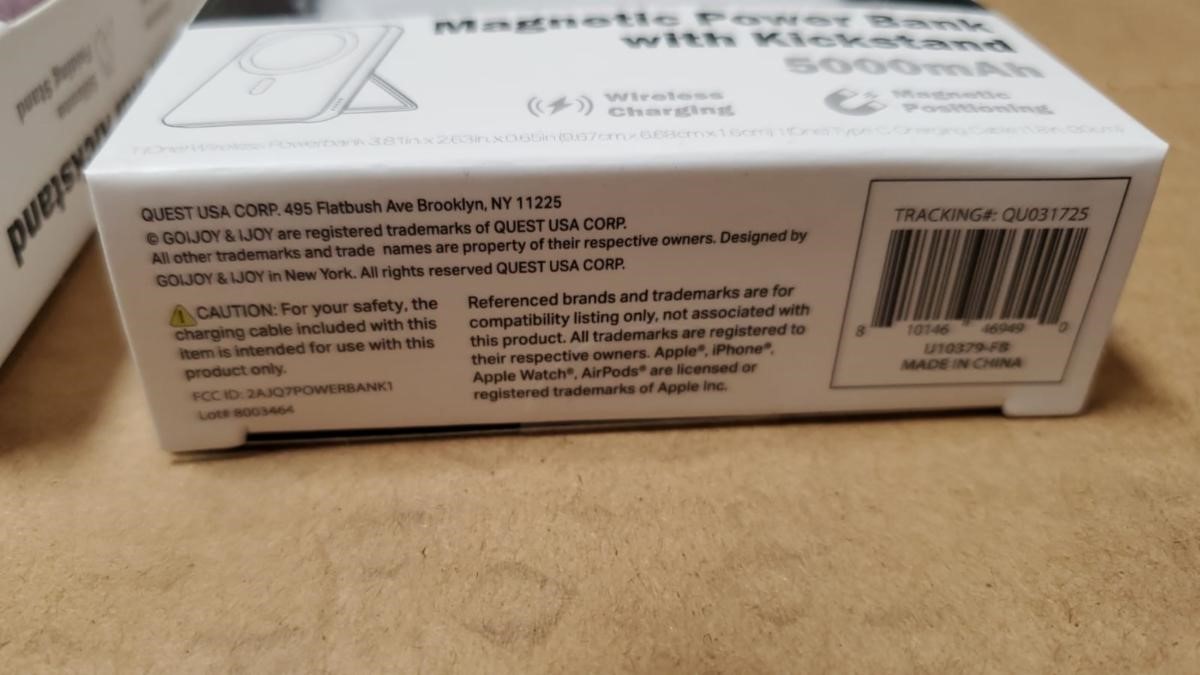 Magnetic Power Bank
with Kickstand
5000mAh
Wireless
Charging
Magnetic
Positioning
QUEST USA CORP. 495 Flatbush Ave Brooklyn, NY 11225
© GOIJOY & IJOY are registered trademarks of QUEST USA CORP.
All other trademarks and trade names are property of their respective owners. Designed by
GOIJOY & IJOY in New York. All rights reserved QUEST USA CORP.
CAUTION: For your safety, the
charging cable included with this
item is intended for use with this
product only.
FCC ID: 2AJQ7POWERBANK1
Lot# 8003464
Referenced brands and trademarks are for
compatibility listing only, not associated with
this product. All trademarks are registered to
their respective owners. Apple®, iPhone®,
Apple Watch®, AirPods® are licensed or
registered trademarks of Apple Inc.
TRACKING#: QU031725
8 10146 46949 0
IJ10379-FB
MADE IN CHINA
Folding Stand
Kickstand